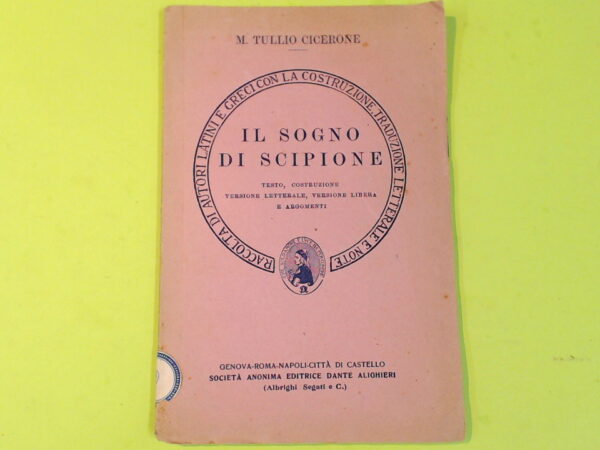 M. TULLIO CICERONE
RACCOLTA DI AUTORI LATINI E GRECI CON LA COSTRUZIONE, TRADUZIONE LETTERALE E NOTE
IL SOGNO
DI SCIPIONE
TESTO, COSTRUZIONE
VERSIONE LETTERALE, VERSIONE LIBERA
E ARGOMENTI
GENOVA-ROMA-NAPOLI-CITTÀ DI CASTELLO
SOCIETÀ ANONIMA EDITRICE DANTE ALIGHIERI
(Albrighi Segati e C.)